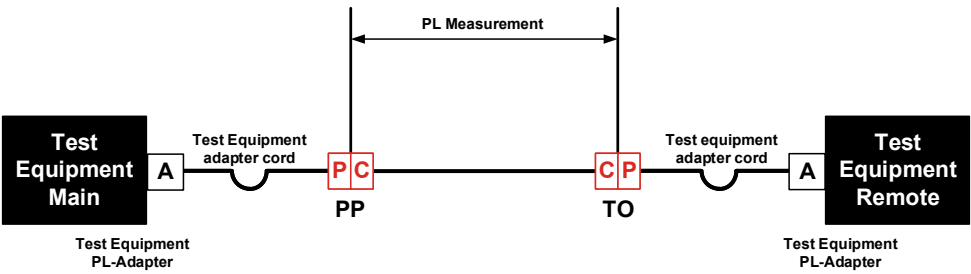 PL Measurement
Test
Equipment
Main
A
Test Equipment
adapter cord
P C
PP
C P
TO
Test equipment
adapter cord
A
Test
Equipment
Remote
Test Equipment
PL-Adapter
Test Equipment
PL-Adapter